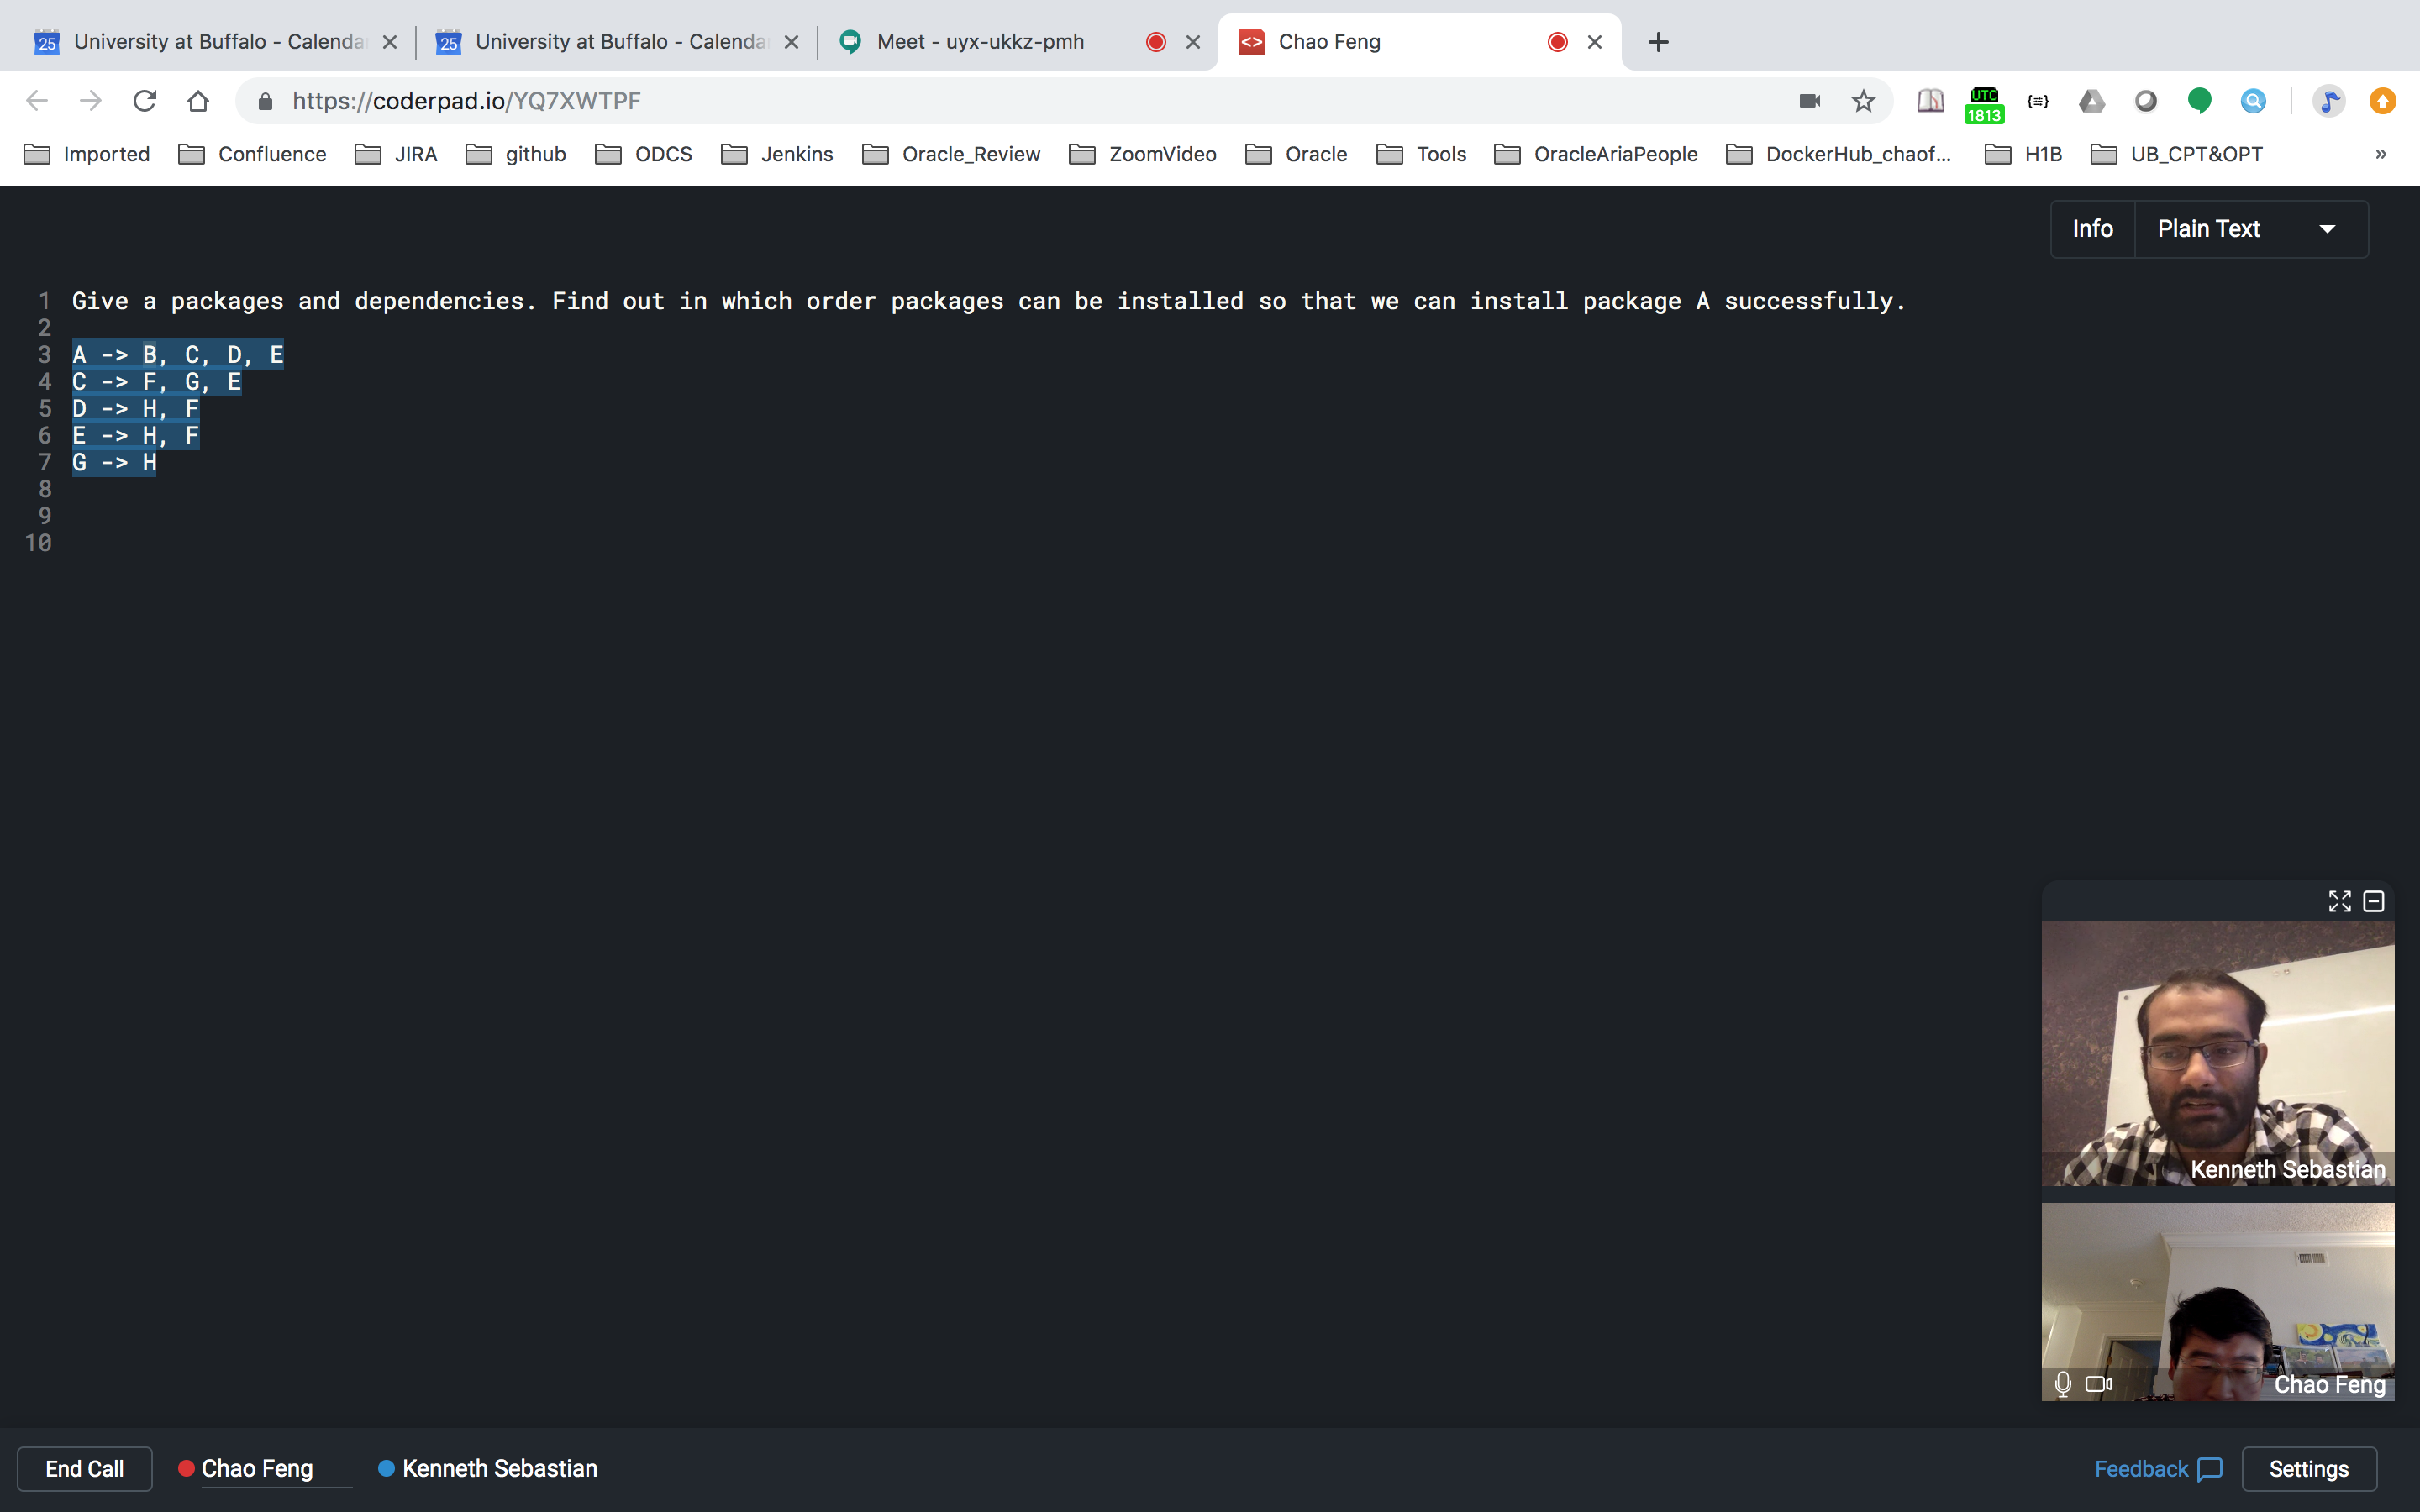 University at Buffalo - Calenda
University at Buffalo - Calenda
Meet - uyx-ukkz-pmh
Chao Feng
https://coderpad.io/YQ7XWTPF
UTC
1813
Imported
Confluence
JIRA
github
ODCS
Jenkins
Oracle_Review
ZoomVideo
Oracle
Tools
OracleAriaPeople
DockerHub_chaof...
H1B
UB_CPT&OPT
»
Info
Plain Text
1 Give a packages and dependencies. Find out in which order packages can be installed so that we can install package A successfully.
2
3 A -> B, C, D, E
4 C -> F, G, E
5 D -> H, F
6 E -> H, F
7 G -> H
8
9
10
Kenneth Sebastian
Chao Feng
End Call
Chao Feng
Kenneth Sebastian
Feedback
Settings